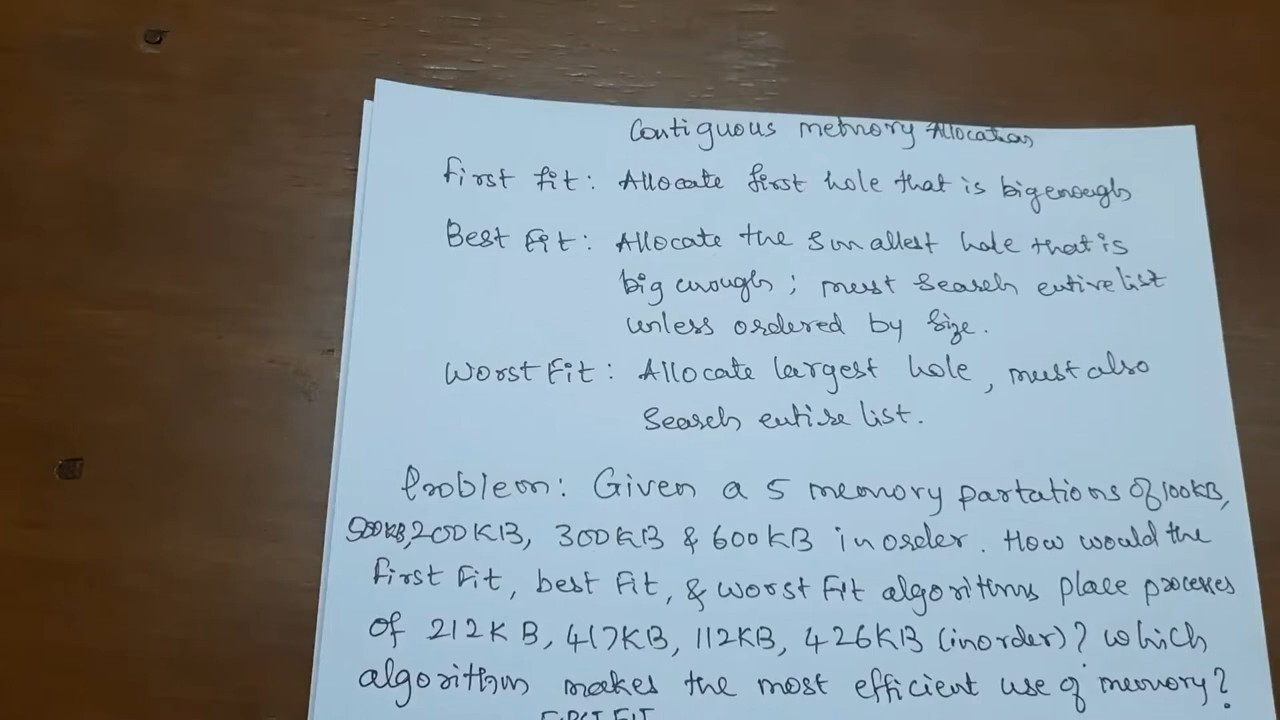 Contiguous memory Allocation
First fit: Allocate first hole that is big enough
Best Fit: Allocate the smallest hole that is
big enough; must search entire list
unless ordered by size.
Worst Fit: Allocate largest hole, must also
Search entire list.
Problem: Given a 5 memory partations of 100KB,
500KB, 200KB, 300KB & 600KB in order. How would the
First Fit, best Fit, & worst Fit algorithms place processes
of 212KB, 417KB, 112KB, 426KB (inorder)? which
algorithm makes the most efficient use of memory?
FIRST FIT